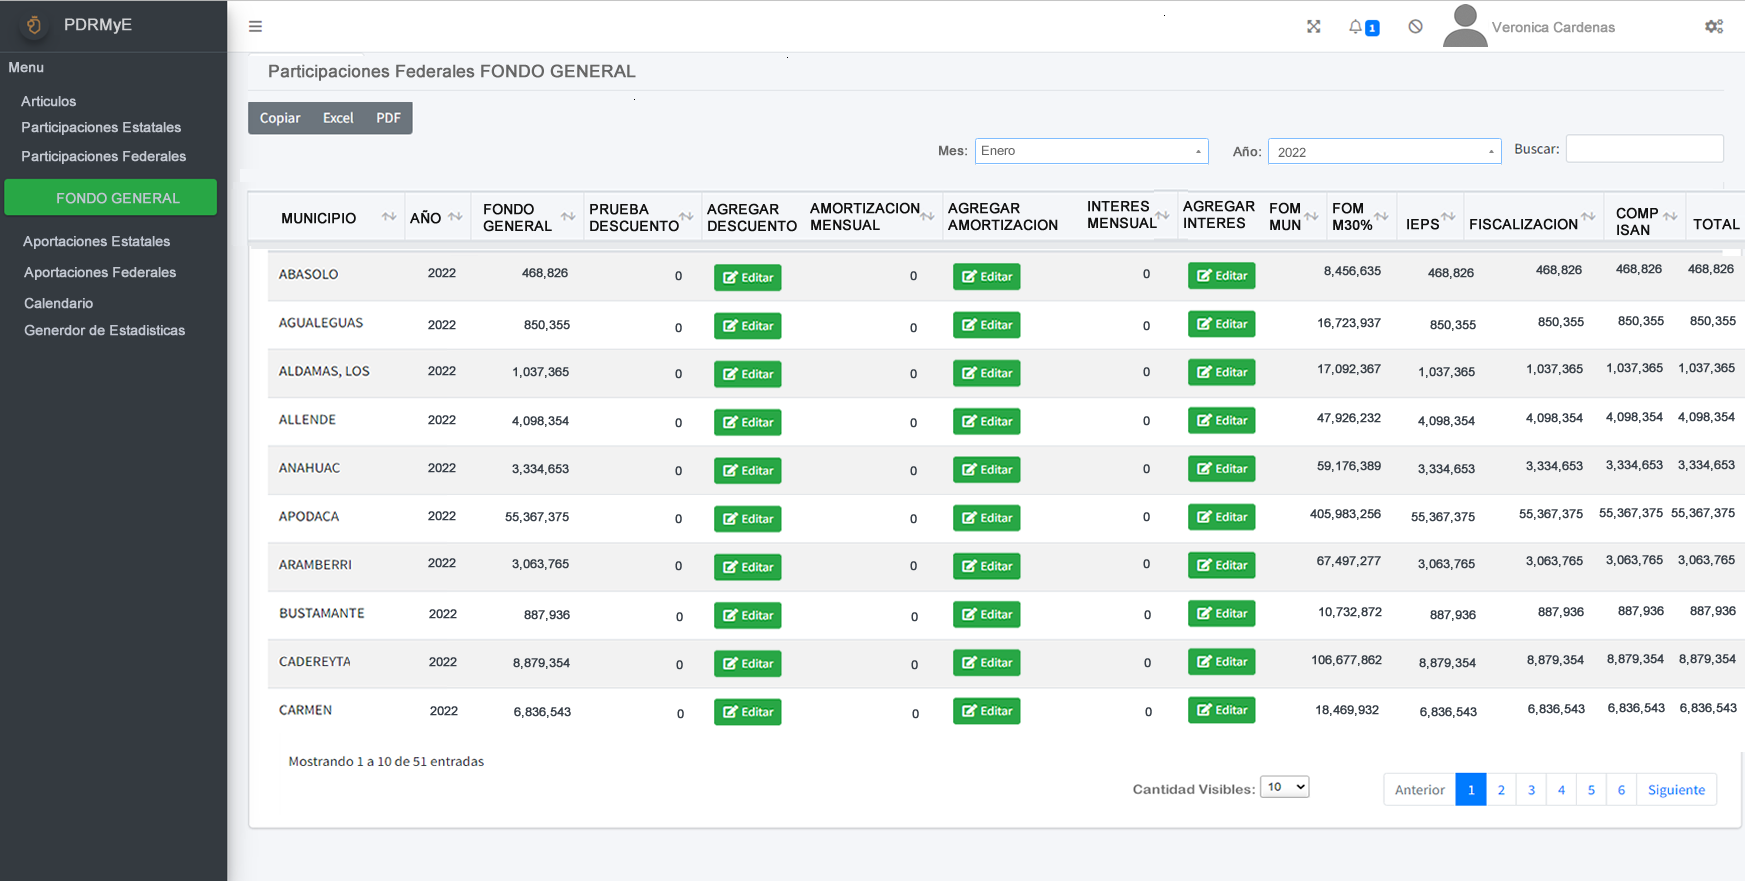 PDRMyE
1
Veronica Cardenas
Menu
Articulos
Participaciones Estatales
Participaciones Federales
FONDO GENERAL
Aportaciones Estatales
Aportaciones Federales
Calendario
Generdor de Estadisticas
Participaciones Federales FONDO GENERAL
Copiar Excel PDF
Mes: Enero Año: 2022 Buscar:
MUNICIPIO AÑO FONDO GENERAL PRUEBA DESCUENTO AGREGAR DESCUENTO AMORTIZACION MENSUAL AGREGAR AMORTIZACION INTERES MENSUAL AGREGAR INTERES FOM MUN FOM M30% IEPS FISCALIZACION COMP ISAN TOTAL
ABASOLO 2022 468,826 0 Editar 0 Editar 0 Editar 8,456,635 468,826 468,826 468,826 468,826
AGUALEGUAS 2022 850,355 0 Editar 0 Editar 0 Editar 16,723,937 850,355 850,355 850,355 850,355
ALDAMAS, LOS 2022 1,037,365 0 Editar 0 Editar 0 Editar 17,092,367 1,037,365 1,037,365 1,037,365 1,037,365
ALLENDE 2022 4,098,354 0 Editar 0 Editar 0 Editar 47,926,232 4,098,354 4,098,354 4,098,354 4,098,354
ANAHUAC 2022 3,334,653 0 Editar 0 Editar 0 Editar 59,176,389 3,334,653 3,334,653 3,334,653 3,334,653
APODACA 2022 55,367,375 0 Editar 0 Editar 0 Editar 405,983,256 55,367,375 55,367,375 55,367,375 55,367,375
ARAMBERRI 2022 3,063,765 0 Editar 0 Editar 0 Editar 67,497,277 3,063,765 3,063,765 3,063,765 3,063,765
BUSTAMANTE 2022 887,936 0 Editar 0 Editar 0 Editar 10,732,872 887,936 887,936 887,936 887,936
CADEREYTA 2022 8,879,354 0 Editar 0 Editar 0 Editar 106,677,862 8,879,354 8,879,354 8,879,354 8,879,354
CARMEN 2022 6,836,543 0 Editar 0 Editar 0 Editar 18,469,932 6,836,543 6,836,543 6,836,543 6,836,543
Mostrando 1 a 10 de 51 entradas
Cantidad Visibles: 10 Anterior 1 2 3 4 5 6 Siguiente